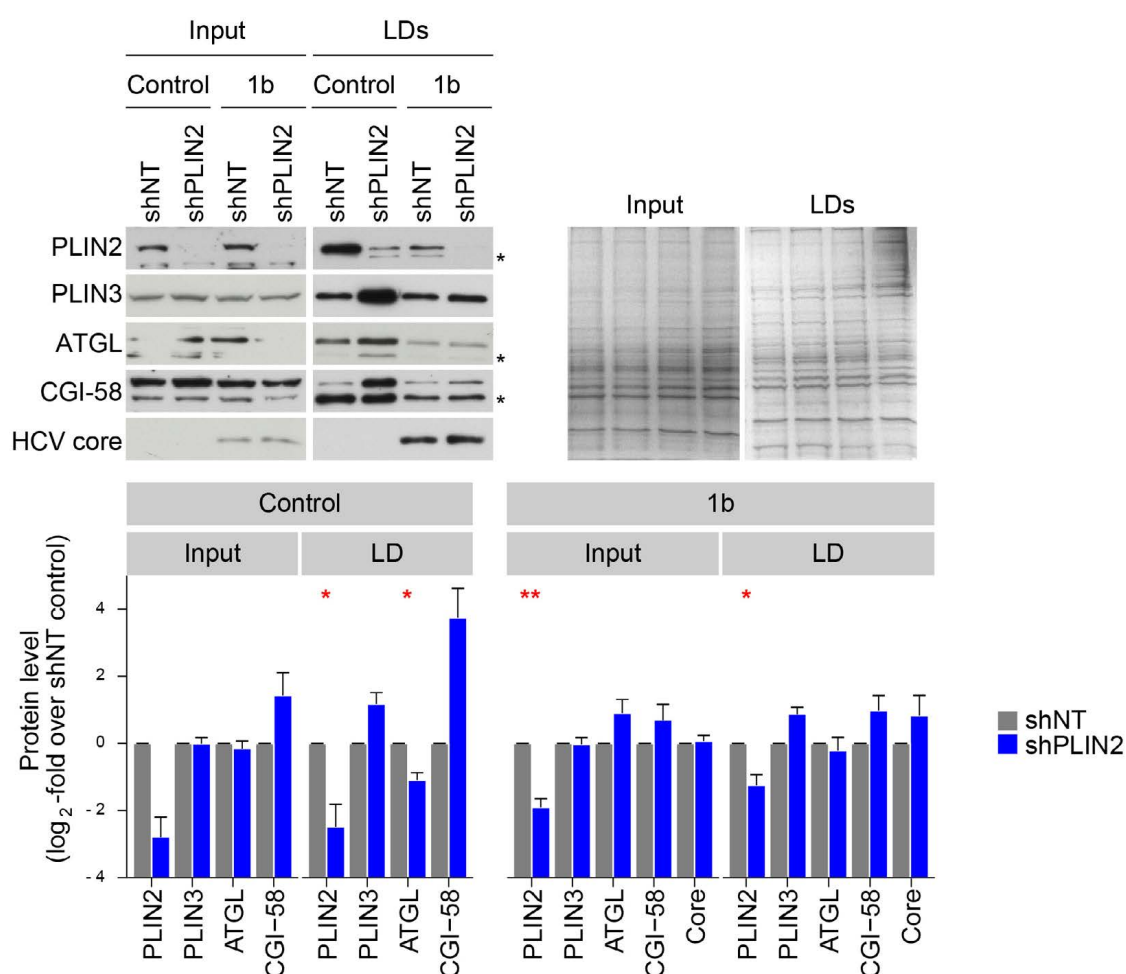 Input LDs
Control 1b Control 1b
shNT shPLIN2 shNT shPLIN2 shNT shPLIN2 shNT shPLIN2
PLIN2 *
PLIN3
ATGL *
CGI-58 *
HCV core
Input LDs
Control 1b
Input LD Input LD
Protein level
(log2-fold over shNT control)
4
2
0
-2
-4
* * ** *
PLIN2 PLIN3 ATGL CGI-58 PLIN2 PLIN3 ATGL CGI-58 PLIN2 PLIN3 ATGL CGI-58 Core PLIN2 PLIN3 ATGL CGI-58 Core
shNT
shPLIN2